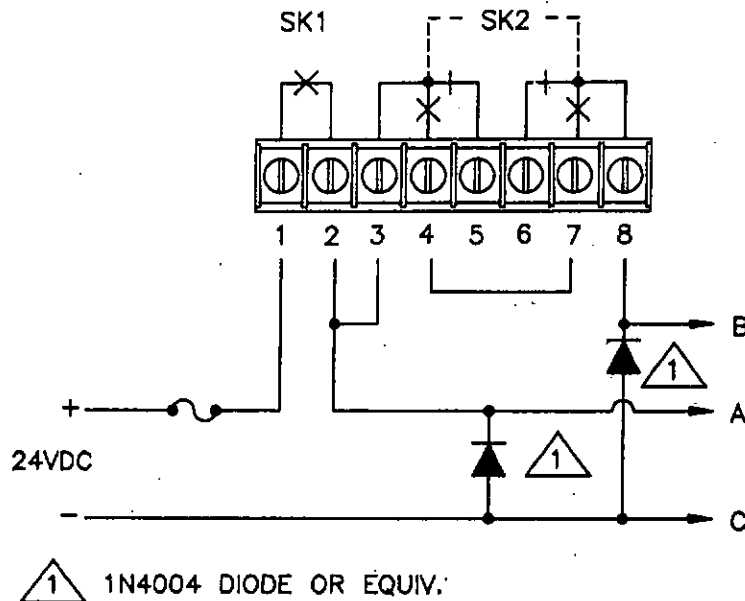 SK1 SK2
1 2 3 4 5 6 7 8
B
1
+ A
24VDC
1
- C
1 1N4004 DIODE OR EQUIV.